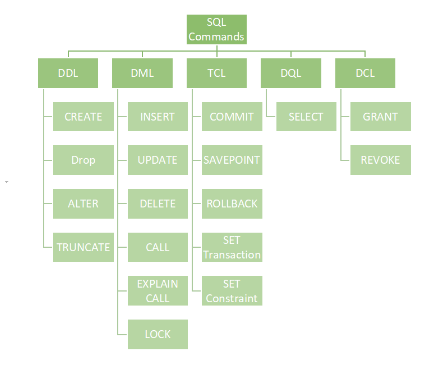 SQL
Commands
DDL
DML
TCL
DQL
DCL
CREATE
INSERT
COMMIT
SELECT
GRANT
Drop
UPDATE
SAVEPOINT
REVOKE
ALTER
DELETE
ROLLBACK
TRUNCATE
CALL
SET
Transaction
EXPLAIN
CALL
SET
Constraint
LOCK